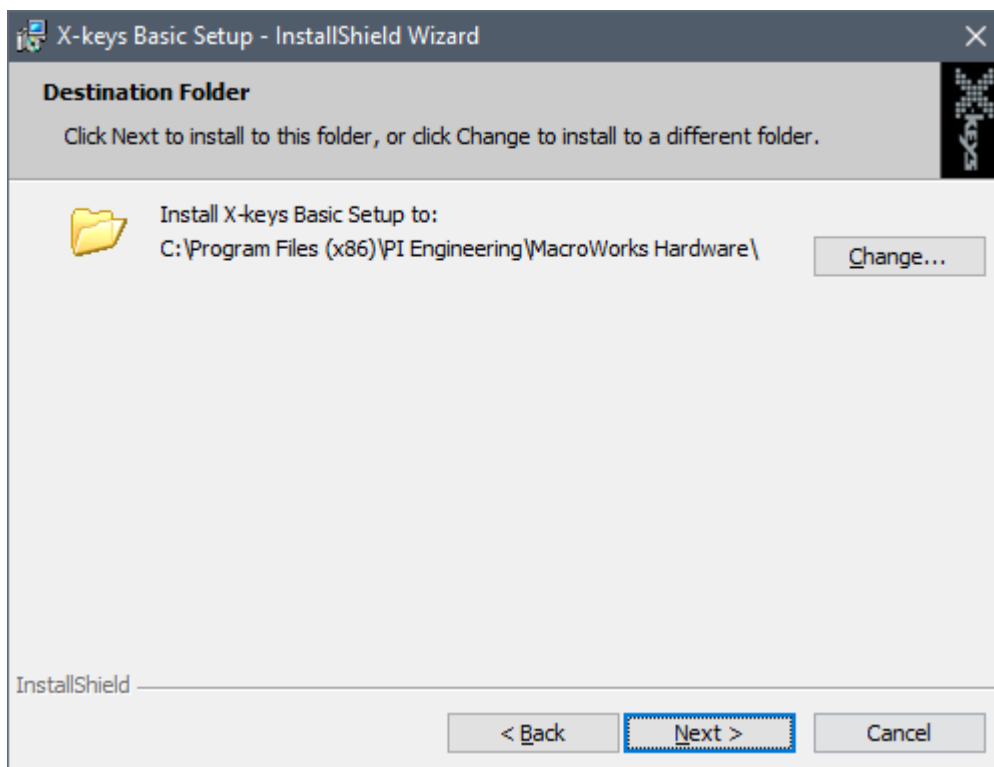 X-keys Basic Setup - InstallShield Wizard
Destination Folder
Click Next to install to this folder, or click Change to install to a different folder.
X-keys
Install X-keys Basic Setup to:
C:\Program Files (x86)\PI Engineering\MacroWorks Hardware\
Change...
InstallShield
< Back
Next >
Cancel